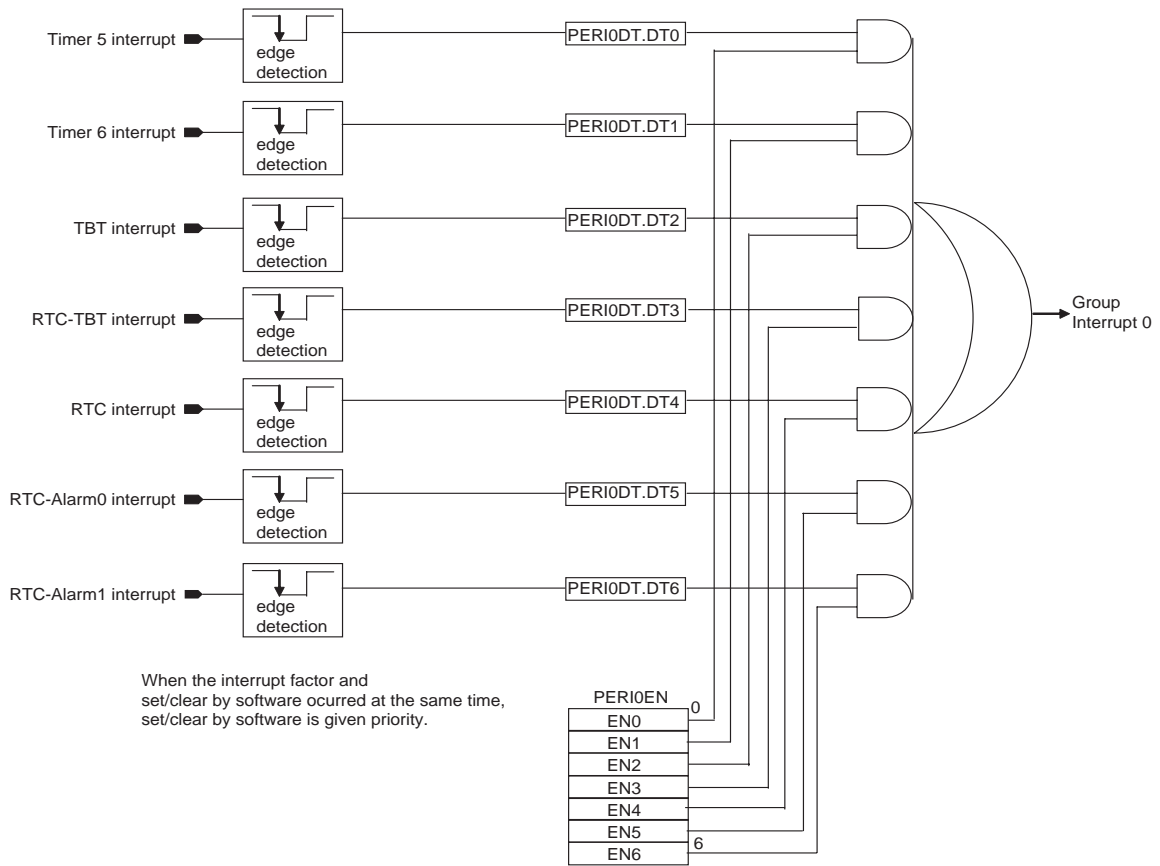 Timer 5 interrupt
edge
detection
PERI0DT.DT0
Timer 6 interrupt
edge
detection
PERI0DT.DT1
TBT interrupt
edge
detection
PERI0DT.DT2
RTC-TBT interrupt
edge
detection
PERI0DT.DT3
Group
Interrupt 0
RTC interrupt
edge
detection
PERI0DT.DT4
RTC-Alarm0 interrupt
edge
detection
PERI0DT.DT5
RTC-Alarm1 interrupt
edge
detection
PERI0DT.DT6
When the interrupt factor and
set/clear by software ocurred at the same time,
set/clear by software is given priority.
PERI0EN
0
EN0
EN1
EN2
EN3
EN4
EN5
6
EN6